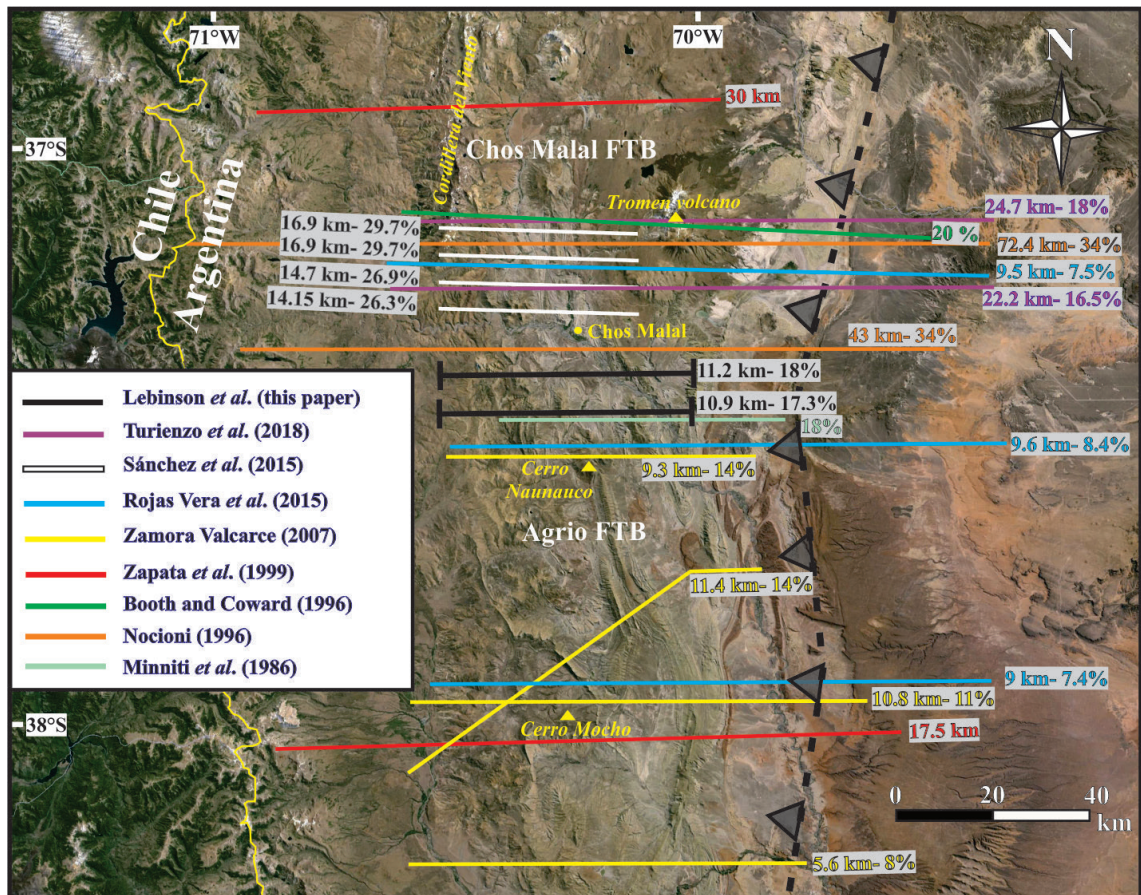 71°W
70°W
N
30 km
Cordillera del Viento
37°S
Chos Malal FTB
Chile
Argentina
Tromen volcano
24.7 km- 18%
16.9 km- 29.7%
20 %
72.4 km- 34%
16.9 km- 29.7%
9.5 km- 7.5%
14.7 km- 26.9%
22.2 km- 16.5%
14.15 km- 26.3%
Chos Malal
43 km- 34%
11.2 km- 18%
10.9 km- 17.3%
18%
9.6 km- 8.4%
9.3 km- 14%
Cerro
Naunauco
Agrio FTB
11.4 km- 14%
Lebinson et al. (this paper)
Turienzo et al. (2018)
Sánchez et al. (2015)
Rojas Vera et al. (2015)
Zamora Valcarce (2007)
Zapata et al. (1999)
Booth and Coward (1996)
Nocioni (1996)
Minniti et al. (1986)
9 km- 7.4%
10.8 km- 11%
38°S
Cerro Mocho
17.5 km
0 20 40
km
5.6 km- 8%